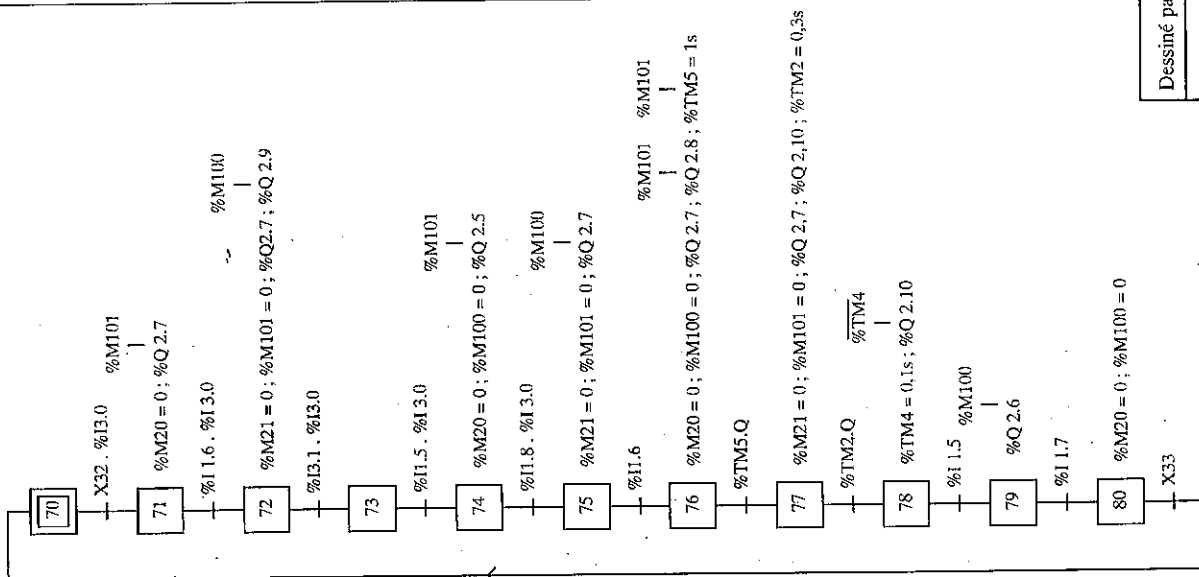 70
X32 . %I3.0
%M101
71
%M20 = 0 ; %Q 2.7
%I 1.6 . %I 3.0
%M100
72
%M21 = 0 ; %M101 = 0 ; %Q2.7 ; %Q 2.9
%I3.1 . %I3.0
73
%I1.5 . %I 3.0
%M101
74
%M20 = 0 ; %M100 = 0 ; %Q 2.5
%I1.8 . %I 3.0
%M100
75
%M21 = 0 ; %M101 = 0 ; %Q 2.7
%I1.6
%M101 %M101
76
%M20 = 0 ; %M100 = 0 ; %Q 2.7 ; %Q 2.8 ; %TM5 = 1s
%TM5.Q
77
%M21 = 0 ; %M101 = 0 ; %Q 2,7 ; %Q 2,10 ; %TM2 = 0,3s
%TM2.Q
%TM4
78
%TM4 = 0,1s ; %Q 2.10
%I 1.5
%M100
79
%Q 2.6
%I 1.7
80
%M20 = 0 ; %M100 = 0
X33
Dessiné pa